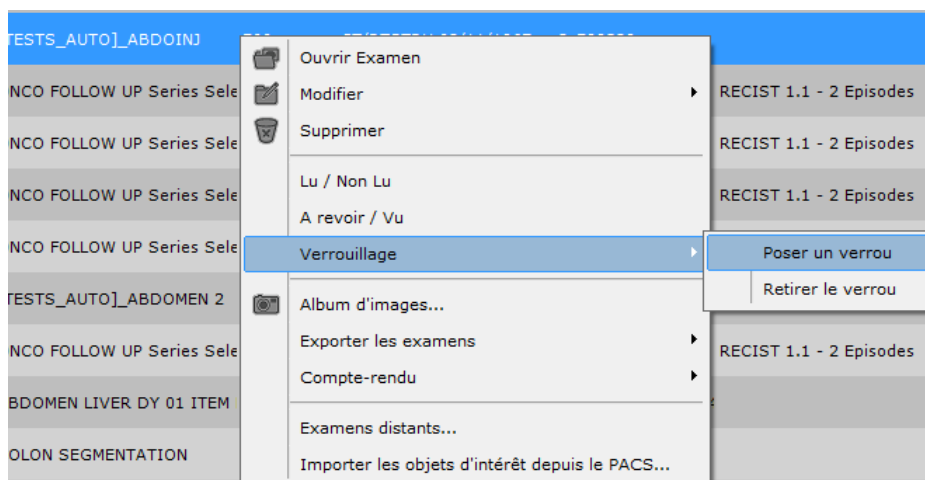 TESTS_AUTO]_ABDOINJ
Ouvrir Examen
NCO FOLLOW UP Series Sele
Modifier
RECIST 1.1 - 2 Episodes
Supprimer
NCO FOLLOW UP Series Sele
RECIST 1.1 - 2 Episodes
Lu / Non Lu
NCO FOLLOW UP Series Sele
RECIST 1.1 - 2 Episodes
A revoir / Vu
NCO FOLLOW UP Series Sele
Verrouillage
Poser un verrou
Retirer le verrou
TESTS_AUTO]_ABDOMEN 2
Album d'images...
Exporter les examens
NCO FOLLOW UP Series Sele
RECIST 1.1 - 2 Episodes
Compte-rendu
BDOMEN LIVER DY 01 ITEM
Examens distants...
OLON SEGMENTATION
Importer les objets d'intérêt depuis le PACS...